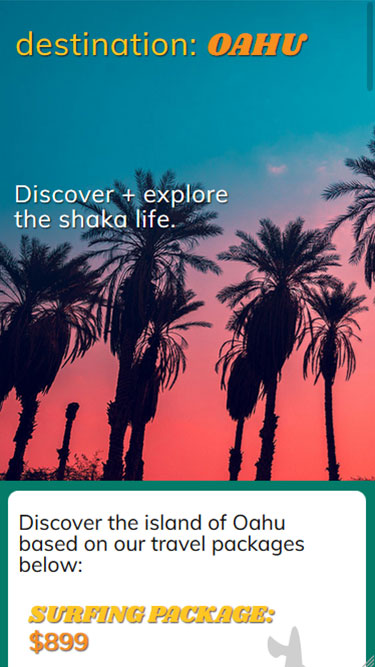 destination: OAHU
Discover + explore
the shaka life.
Discover the island of Oahu
based on our travel packages
below:
SURFING PACKAGE:
$899